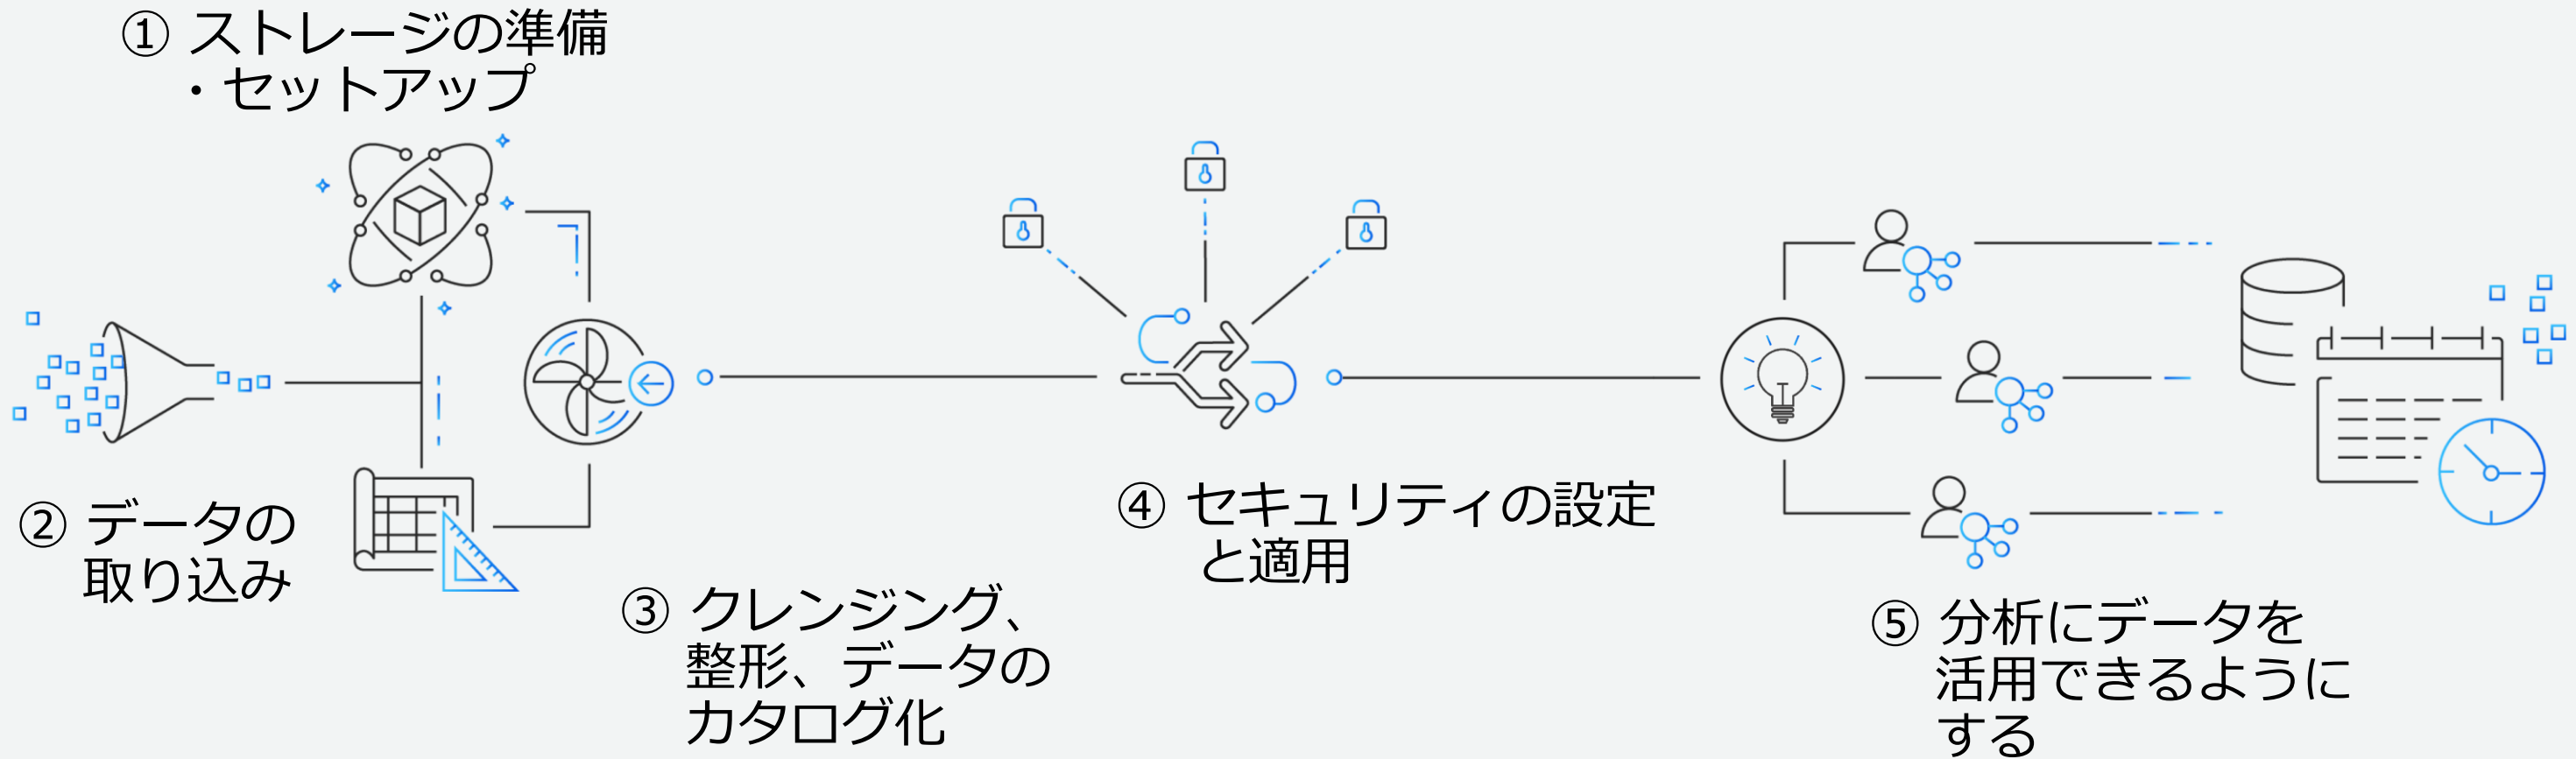 ① ストレージの準備
・セットアップ
② データの
取り込み
③ クレンジング、
整形、データの
カタログ化
④ セキュリティの設定
と適用
⑤ 分析にデータを
活用できるように
する